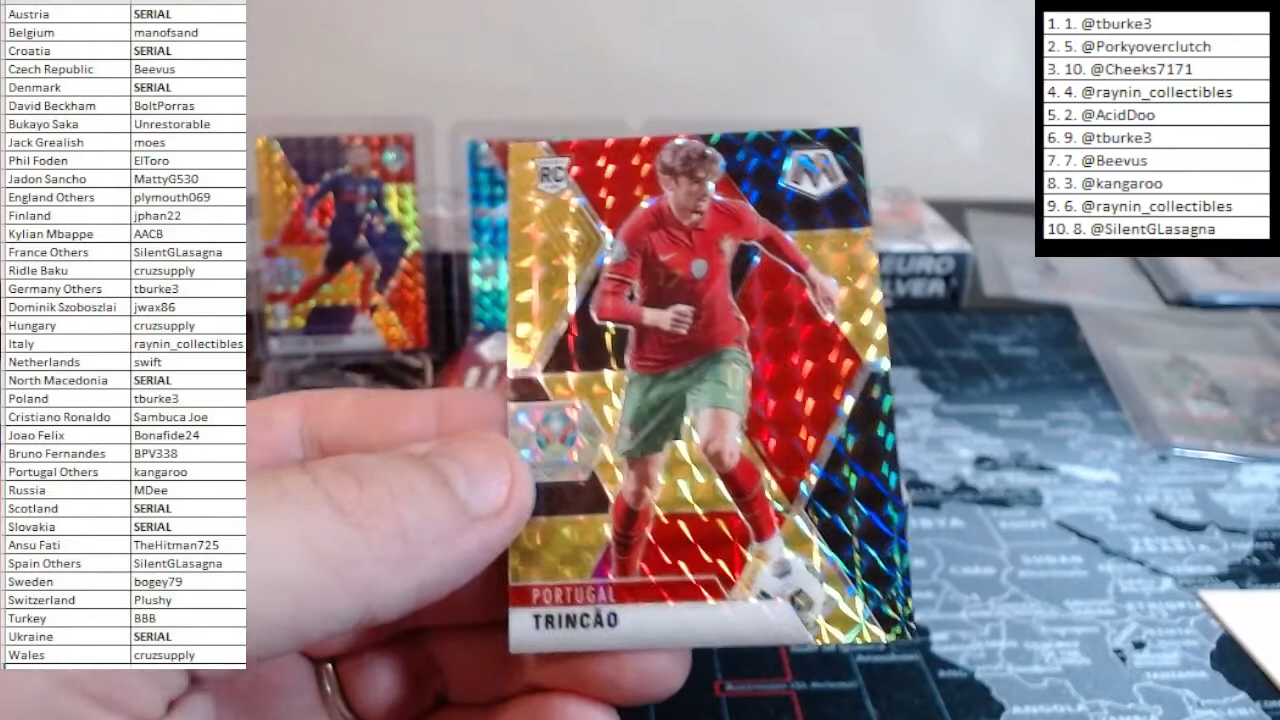 Austria SERIAL
Belgium manofsand
Croatia SERIAL
Czech Republic Beevus
Denmark SERIAL
David Beckham BoltPorras
Bukayo Saka Unrestorable
Jack Grealish moes
Phil Foden ElToro
Jadon Sancho MattyG530
England Others plymouth069
Finland jphan22
Kylian Mbappe AACB
France Others SilentGLasagna
Ridle Baku cruzsupply
Germany Others tburke3
Dominik Szoboszlai jwax86
Hungary cruzsupply
Italy raynin_collectibles
Netherlands swift
North Macedonia SERIAL
Poland tburke3
Cristiano Ronaldo Sambuca Joe
Joao Felix Bonafide24
Bruno Fernandes BPV338
Portugal Others kangaroo
Russia MDee
Scotland SERIAL
Slovakia SERIAL
Ansu Fati TheHitman725
Spain Others SilentGLasagna
Sweden bogey79
Switzerland Plushy
Turkey BBB
Ukraine SERIAL
Wales cruzsupply
RC
M
PORTUGAL
TRINCÃO
1. 1. @tburke3
2. 5. @Porkyoverclutch
3. 10. @Cheeks7171
4. 4. @raynin_collectibles
5. 2. @AcidDoo
6. 9. @tburke3
7. 7. @Beevus
8. 3. @kangaroo
9. 6. @raynin_collectibles
10. 8. @SilentGLasagna
EURO
ANGOLA